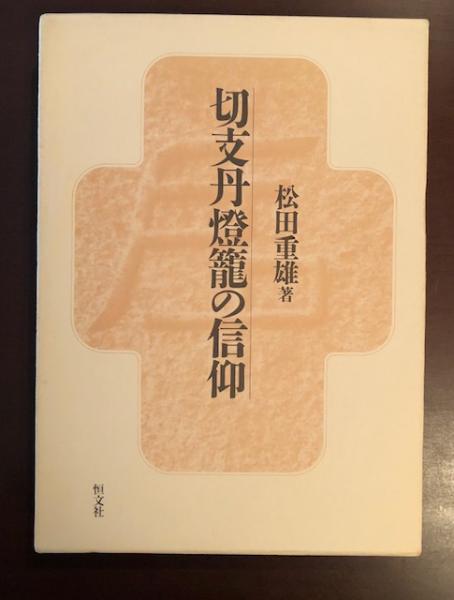 切支丹燈籠の信仰
松田重雄著
恒文社